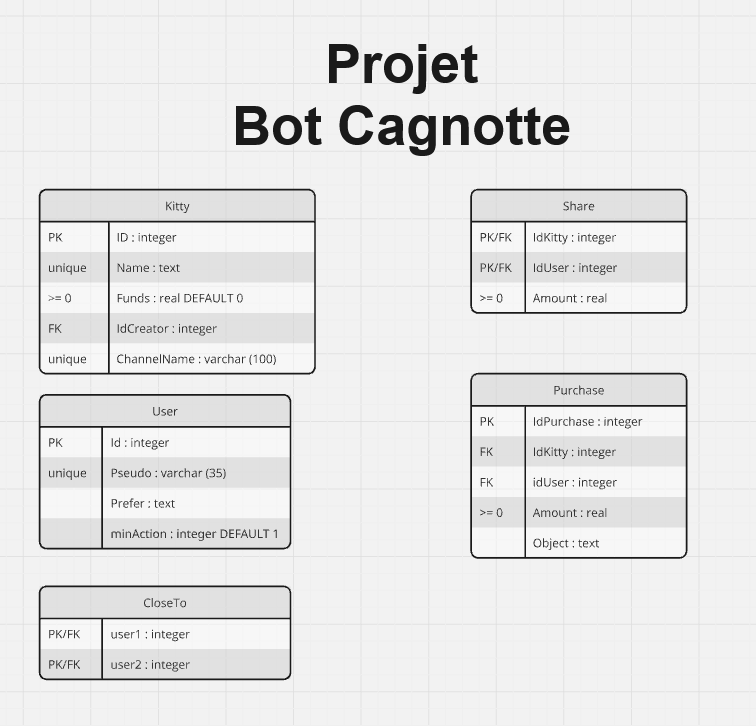 Projet
Bot Cagnotte
Kitty
PK ID : integer
unique Name : text
>= 0 Funds : real DEFAULT 0
FK IdCreator : integer
unique ChannelName : varchar (100)
User
PK Id : integer
unique Pseudo : varchar (35)
Prefer : text
minAction : integer DEFAULT 1
CloseTo
PK/FK user1 : integer
PK/FK user2 : integer
Share
PK/FK IdKitty : integer
PK/FK IdUser : integer
>= 0 Amount : real
Purchase
PK IdPurchase : integer
FK IdKitty : integer
FK idUser : integer
>= 0 Amount : real
Object : text